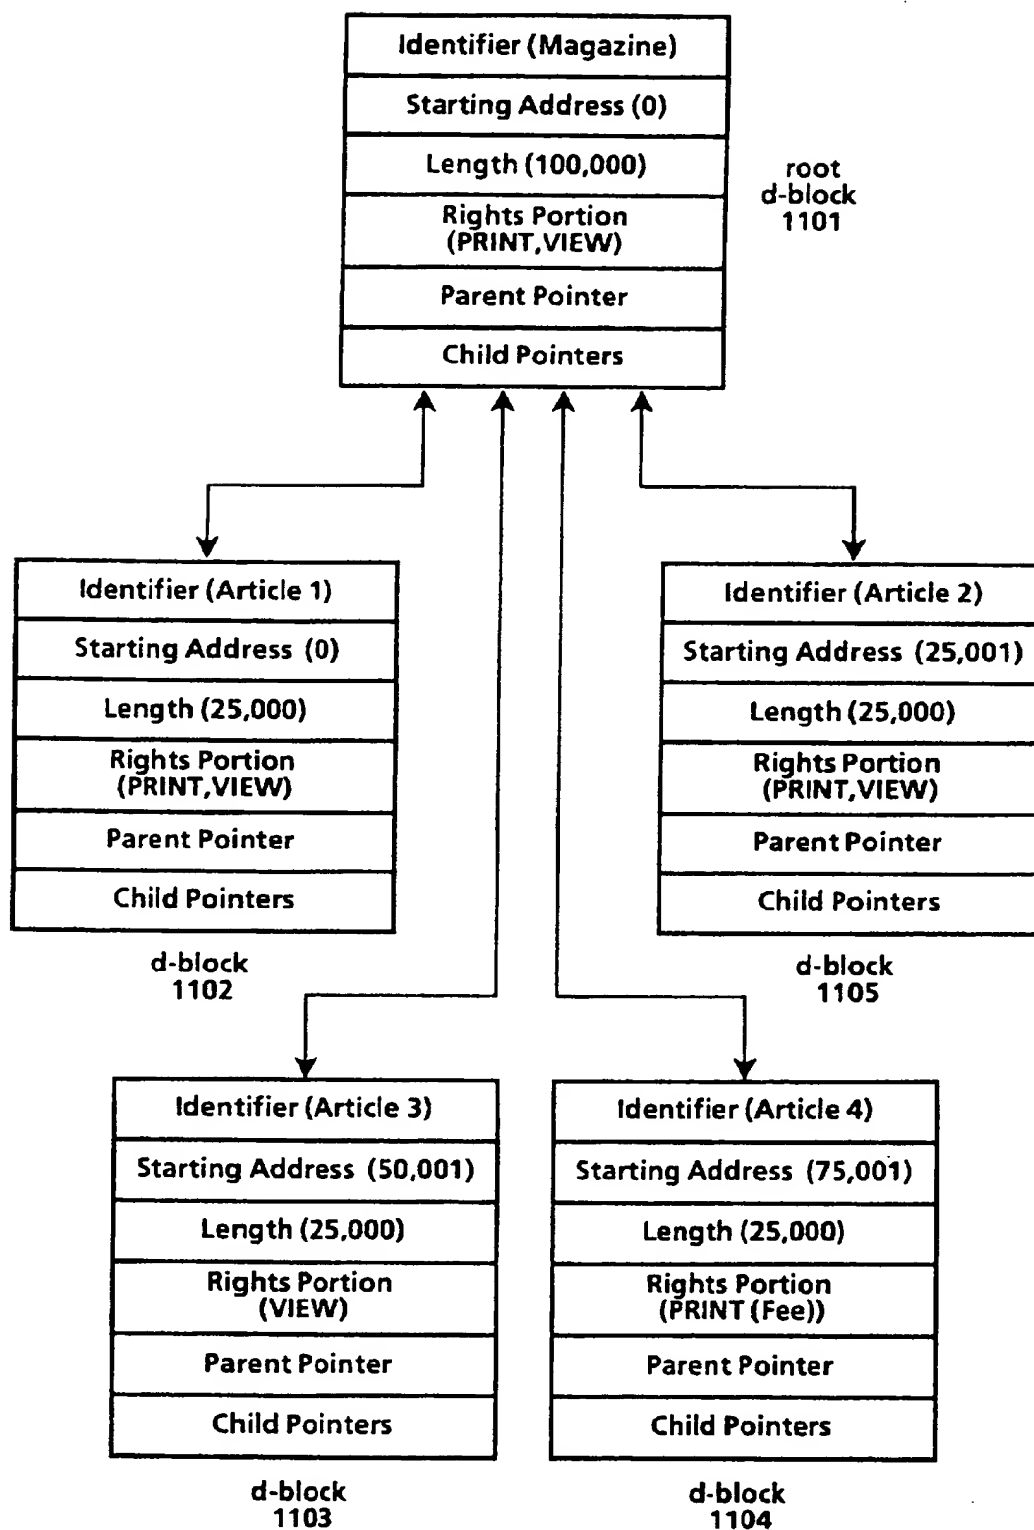 Identifier (Magazine)
Starting Address (0)
Length (100,000)
Rights Portion
(PRINT,VIEW)
Parent Pointer
Child Pointers
root
d-block
1101
Identifier (Article 1)
Starting Address (0)
Length (25,000)
Rights Portion
(PRINT,VIEW)
Parent Pointer
Child Pointers
d-block
1102
Identifier (Article 2)
Starting Address (25,001)
Length (25,000)
Rights Portion
(PRINT,VIEW)
Parent Pointer
Child Pointers
d-block
1105
Identifier (Article 3)
Starting Address (50,001)
Length (25,000)
Rights Portion
(VIEW)
Parent Pointer
Child Pointers
d-block
1103
Identifier (Article 4)
Starting Address (75,001)
Length (25,000)
Rights Portion
(PRINT (Fee))
Parent Pointer
Child Pointers
d-block
1104